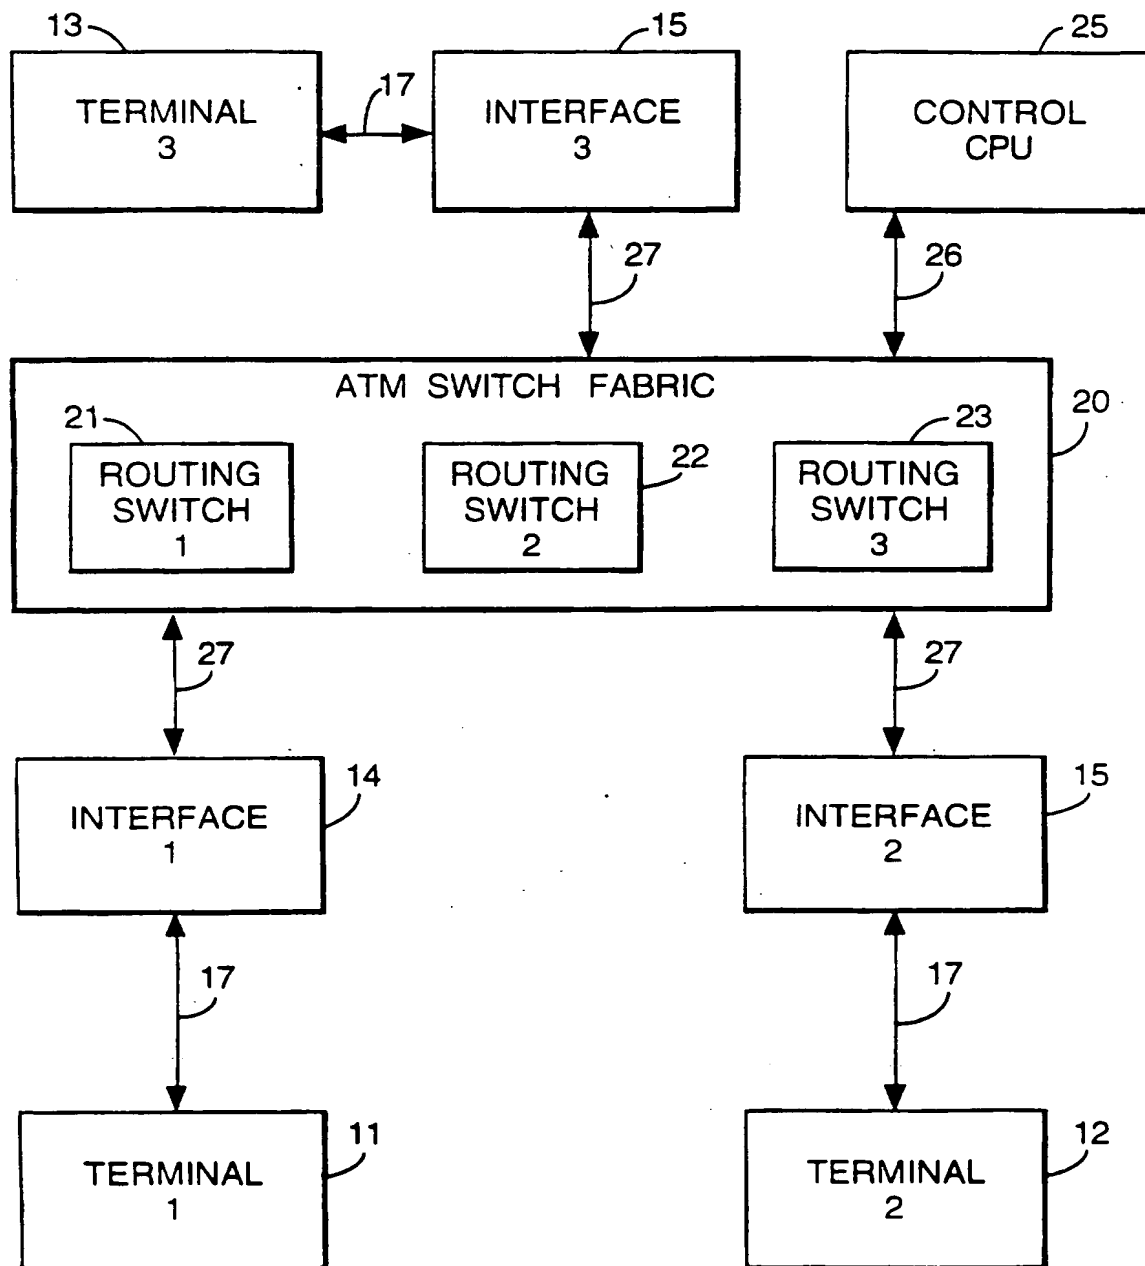 13
15
25
TERMINAL
3
17
INTERFACE
3
CONTROL
CPU
27
26
ATM SWITCH FABRIC
20
21
ROUTING
SWITCH
1
22
ROUTING
SWITCH
2
23
ROUTING
SWITCH
3
27
27
INTERFACE
1
14
INTERFACE
2
15
17
17
TERMINAL
1
11
TERMINAL
2
12